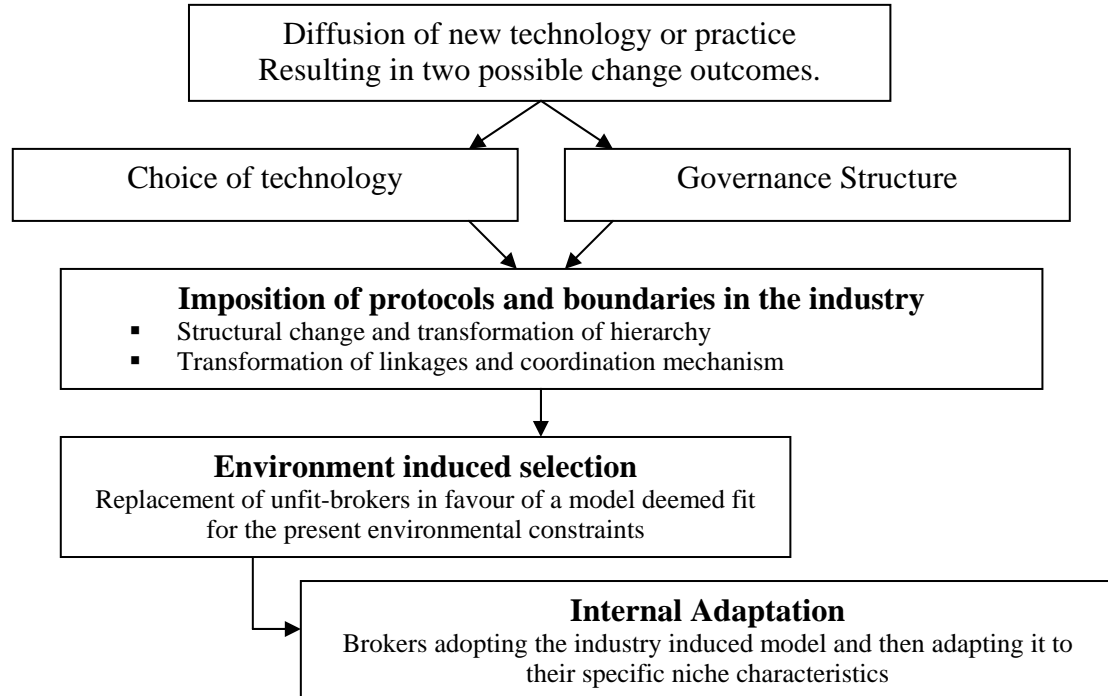 Diffusion of new technology or practice
Resulting in two possible change outcomes.
Choice of technology
Governance Structure
Imposition of protocols and boundaries in the industry
▪ Structural change and transformation of hierarchy
▪ Transformation of linkages and coordination mechanism
Environment induced selection
Replacement of unfit-brokers in favour of a model deemed fit
for the present environmental constraints
Internal Adaptation
Brokers adopting the industry induced model and then adapting it to
their specific niche characteristics